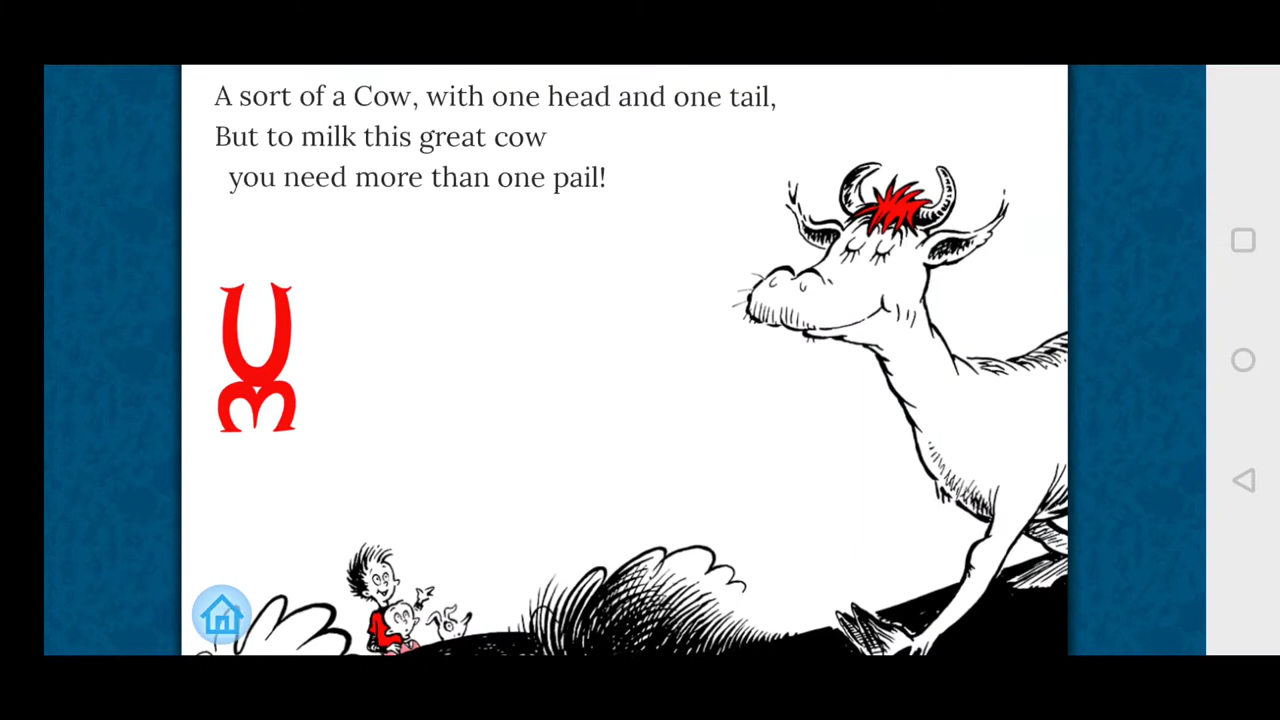 A sort of a Cow, with one head and one tail,
But to milk this great cow
you need more than one pail!